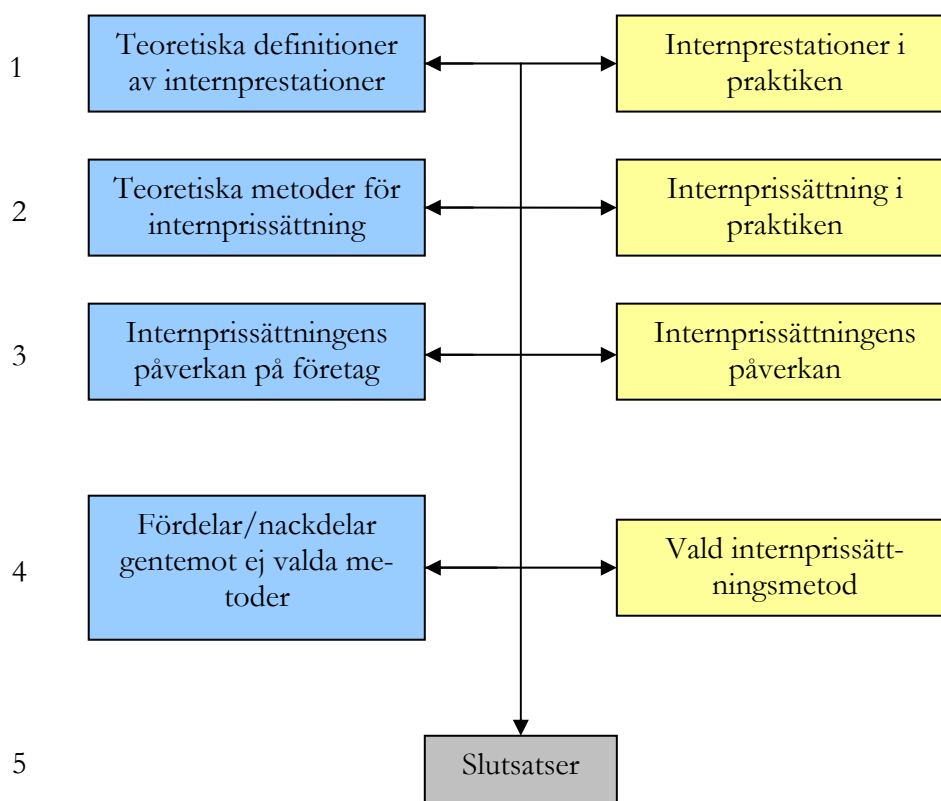 1
Teoretiska definitioner
av internprestationer
Internprestationer i
praktiken
2
Teoretiska metoder för
internprissättning
Internprissättning i
praktiken
3
Internprissättningens
påverkan på företag
Internprissättningens
påverkan
4
Fördelar/nackdelar
gentemot ej valda me-
toder
Vald internprissätt-
ningsmetod
5
Slutsatser